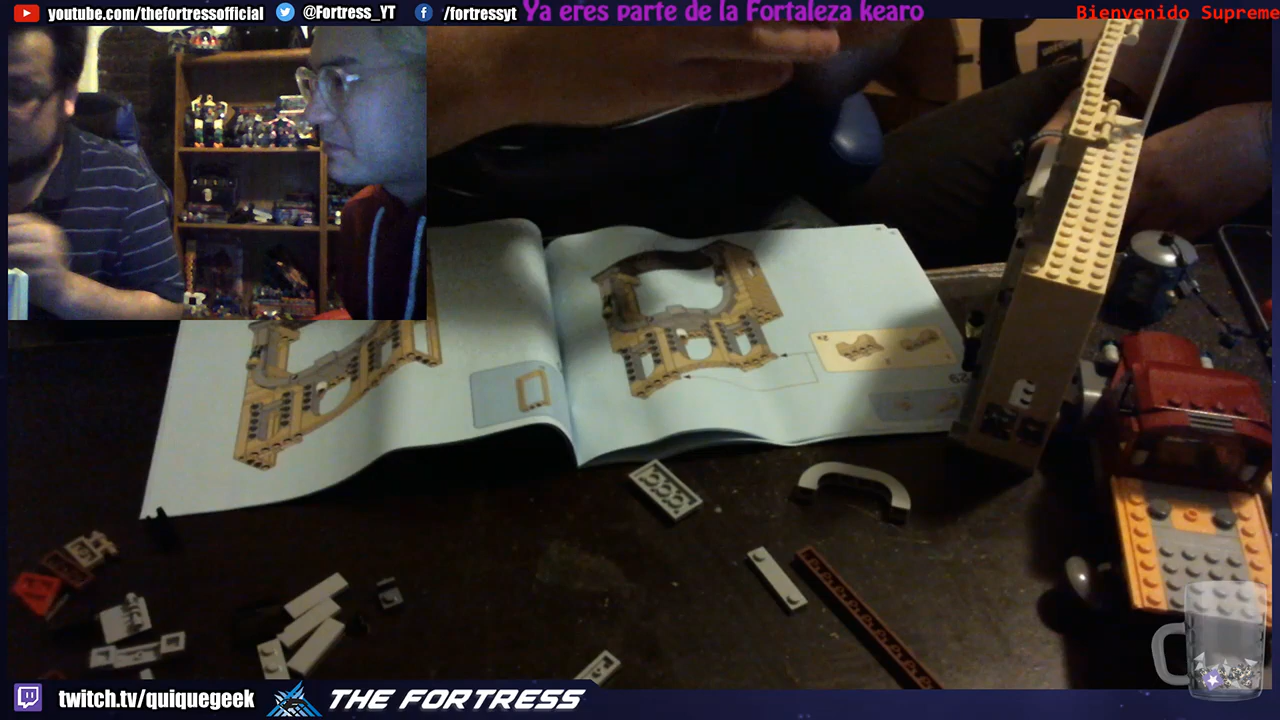 youtube.com/thefortressofficial
@Fortress_YT
/fortressyt
Ya eres parte de la Fortaleza kearo
Bienvenido Supreme
2x
twitch.tv/quiquegeek
THE FORTRESS